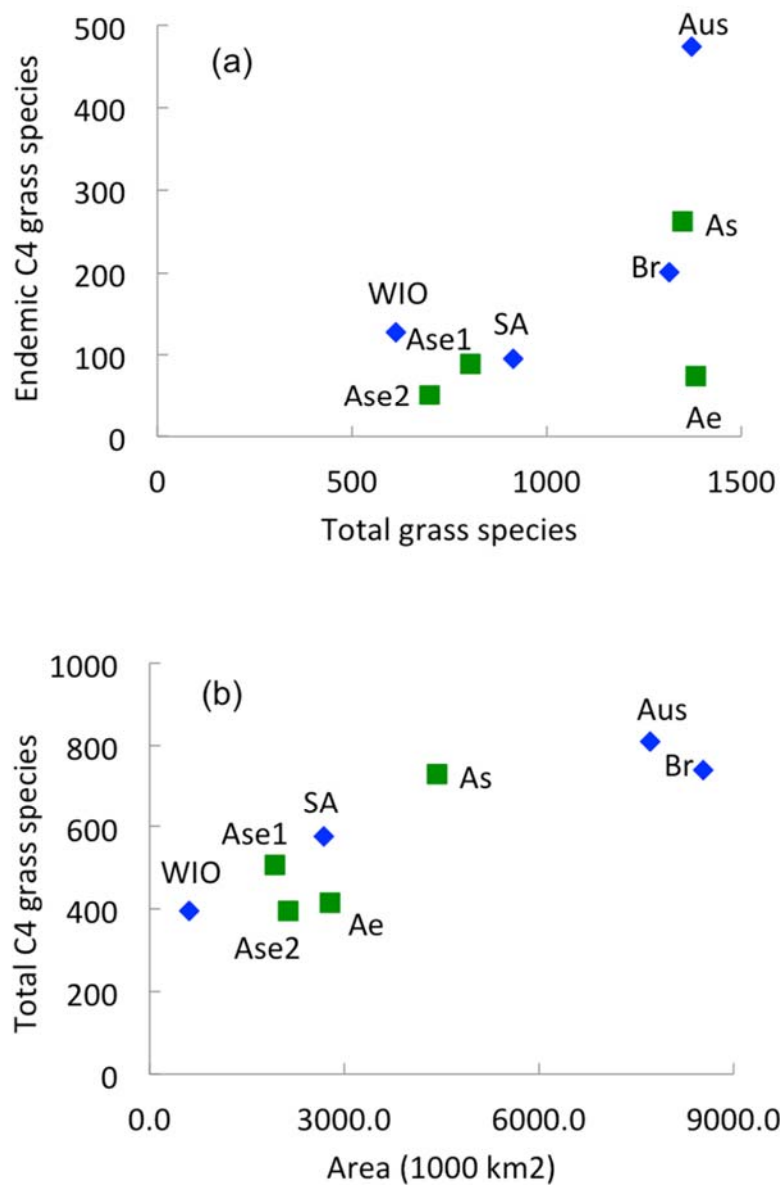 (a)
Endemic C4 grass species
500
400
300
200
100
0
Aus
As
Br
WIO
SA
Ase1
Ase2
Ae
0
500
1000
1500
Total grass species
(b)
Total C4 grass species
1000
800
600
400
200
0
Aus
Br
As
SA
Ase1
WIO
Ae
Ase2
0.0
3000.0
6000.0
9000.0
Area (1000 km2)